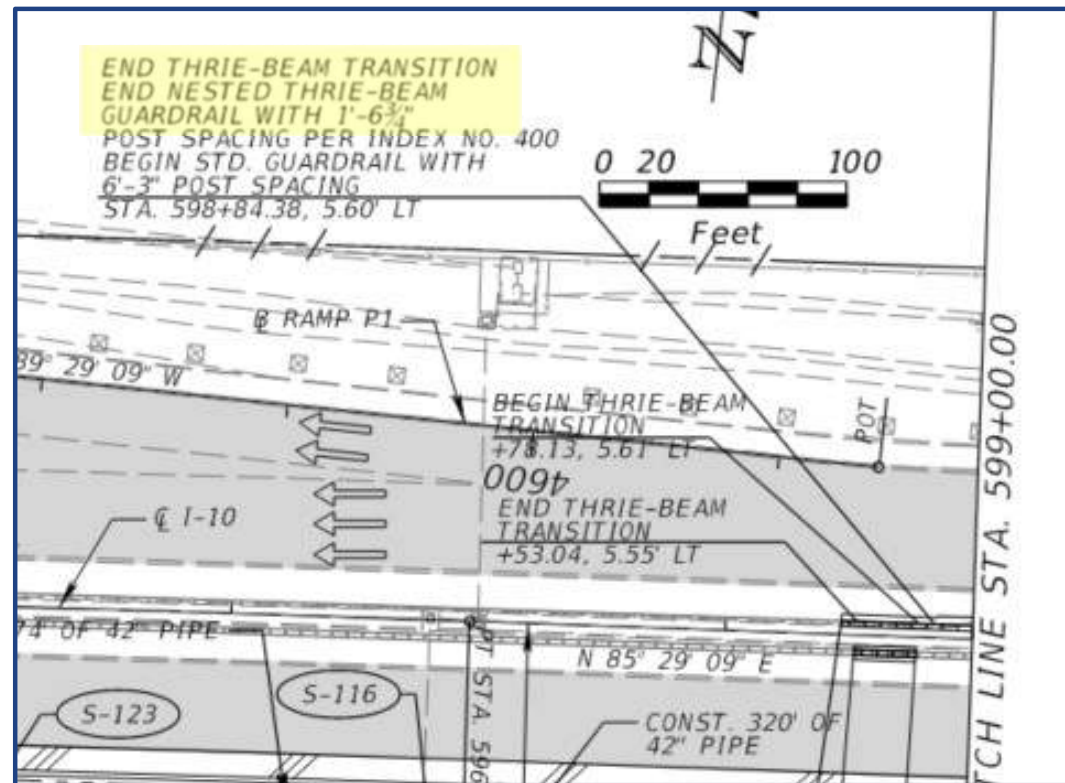 N
END THRIE-BEAM TRANSITION
END NESTED THRIE-BEAM
GUARDRAIL WITH 1'-6¾"
POST SPACING PER INDEX NO. 400
BEGIN STD. GUARDRAIL WITH
6'-3" POST SPACING
STA. 598+84.38, 5.60' LT
0 20 100
Feet
℄ RAMP P1
89° 29' 09" W
BEGIN THRIE-BEAM
TRANSITION
+78.13, 5.61' LT
POT
4600
END THRIE-BEAM
TRANSITION
+53.04, 5.55' LT
℄ I-10
74' OF 42" PIPE
N 85° 29' 09" E
PT STA. 596
S-123
S-116
CONST. 320' OF
42" PIPE
TCH LINE STA. 599+00.00